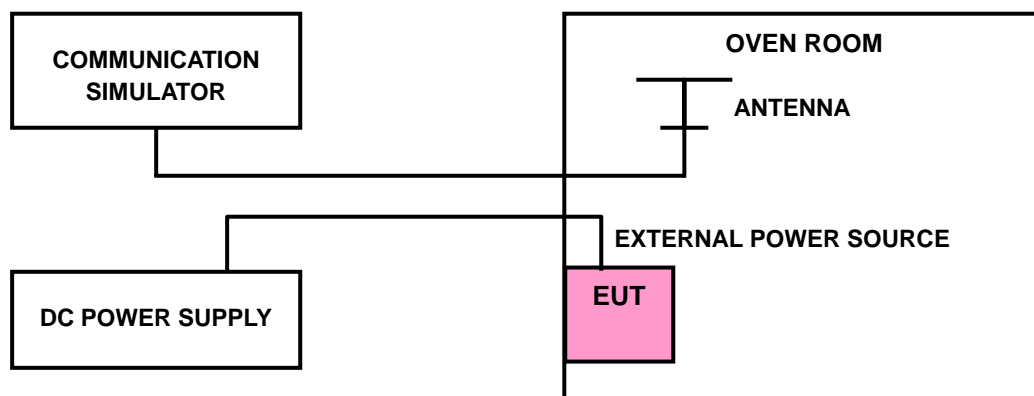 COMMUNICATION
SIMULATOR
OVEN ROOM
ANTENNA
EXTERNAL POWER SOURCE
EUT
DC POWER SUPPLY